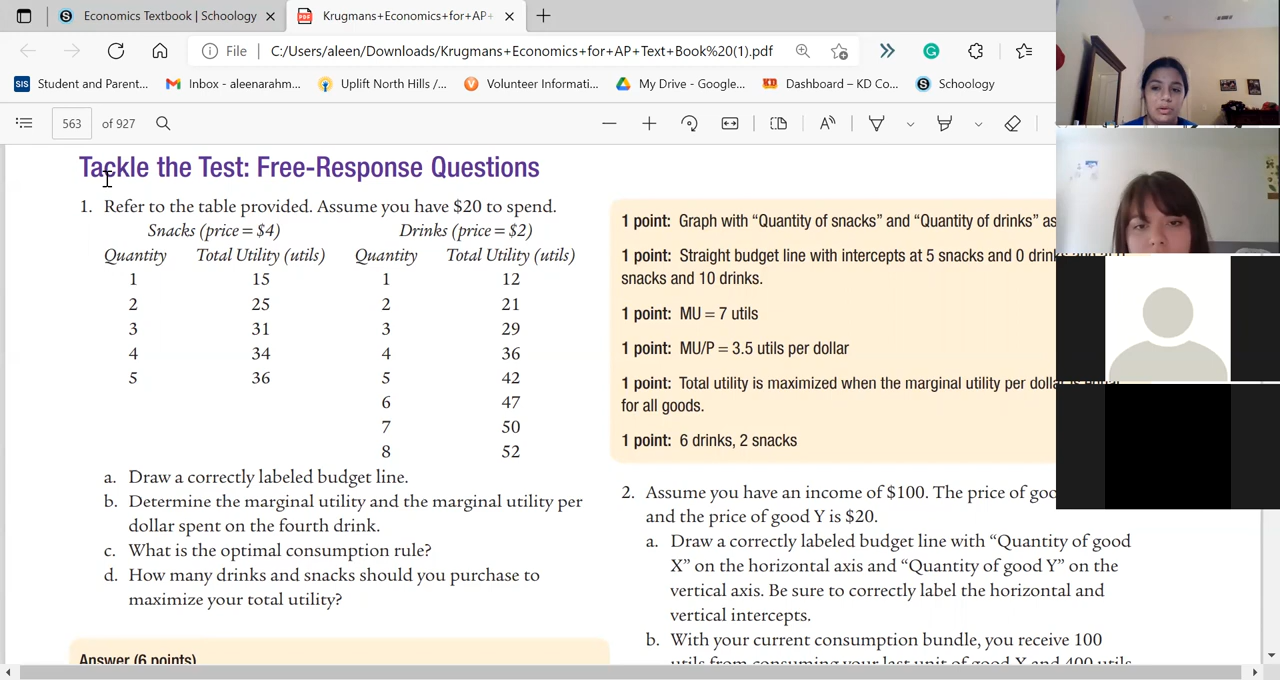 Economics Textbook | Schoology
Krugmans+Economics+for+AP+
File
C:/Users/aleen/Downloads/Krugmans+Economics+for+AP+Text+Book%20(1).pdf
SIS Student and Parent...
Inbox - aleenarahm...
Uplift North Hills /...
Volunteer Informati...
My Drive - Google...
KD Dashboard – KD Co...
Schoology
563 of 927
Tackle the Test: Free-Response Questions
1. Refer to the table provided. Assume you have $20 to spend.
Snacks (price = $4) Drinks (price = $2)
Quantity Total Utility (utils) Quantity Total Utility (utils)
1 15 1 12
2 25 2 21
3 31 3 29
4 34 4 36
5 36 5 42
6 47
7 50
8 52
a. Draw a correctly labeled budget line.
b. Determine the marginal utility and the marginal utility per
dollar spent on the fourth drink.
c. What is the optimal consumption rule?
d. How many drinks and snacks should you purchase to
maximize your total utility?
Answer (6 points)
1 point: Graph with “Quantity of snacks” and “Quantity of drinks” as
1 point: Straight budget line with intercepts at 5 snacks and 0
snacks and 10 drinks.
1 point: MU = 7 utils
1 point: MU/P = 3.5 utils per dollar
1 point: Total utility is maximized when the marginal utility per
for all goods.
1 point: 6 drinks, 2 snacks
2. Assume you have an income of $100. The price of
and the price of good Y is $20.
a. Draw a correctly labeled budget line with “Quantity of good
X” on the horizontal axis and “Quantity of good Y” on the
vertical axis. Be sure to correctly label the horizontal and
vertical intercepts.
b. With your current consumption bundle, you receive 100
utils from consuming your last unit of good X and 400 utils